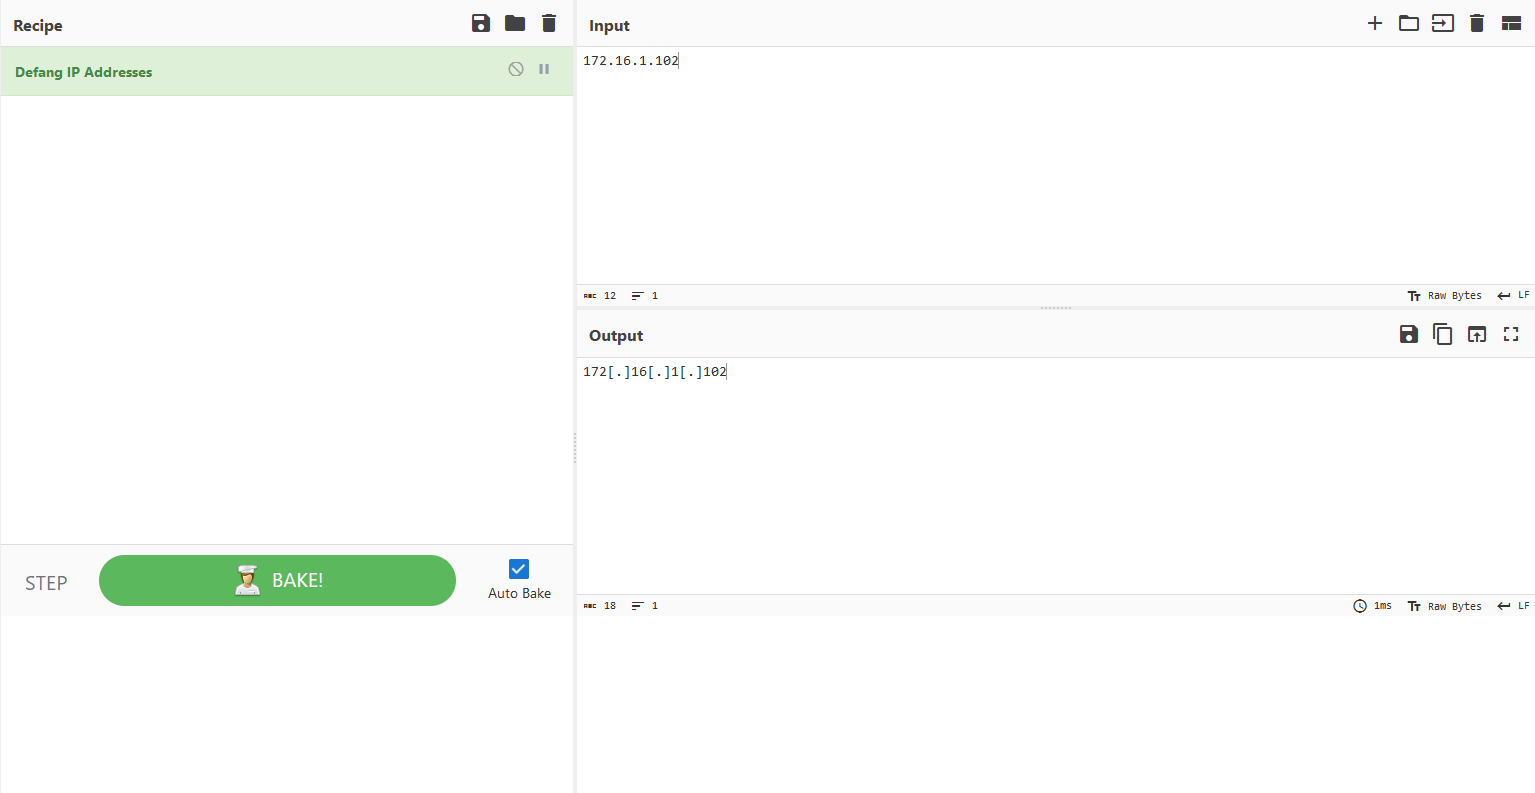 Recipe
Defang IP Addresses
STEP
BAKE!
Auto Bake
Input
172.16.1.102
ABC 12 1
Raw Bytes LF
Output
172[.]16[.]1[.]102
ABC 18 1
1ms Raw Bytes LF